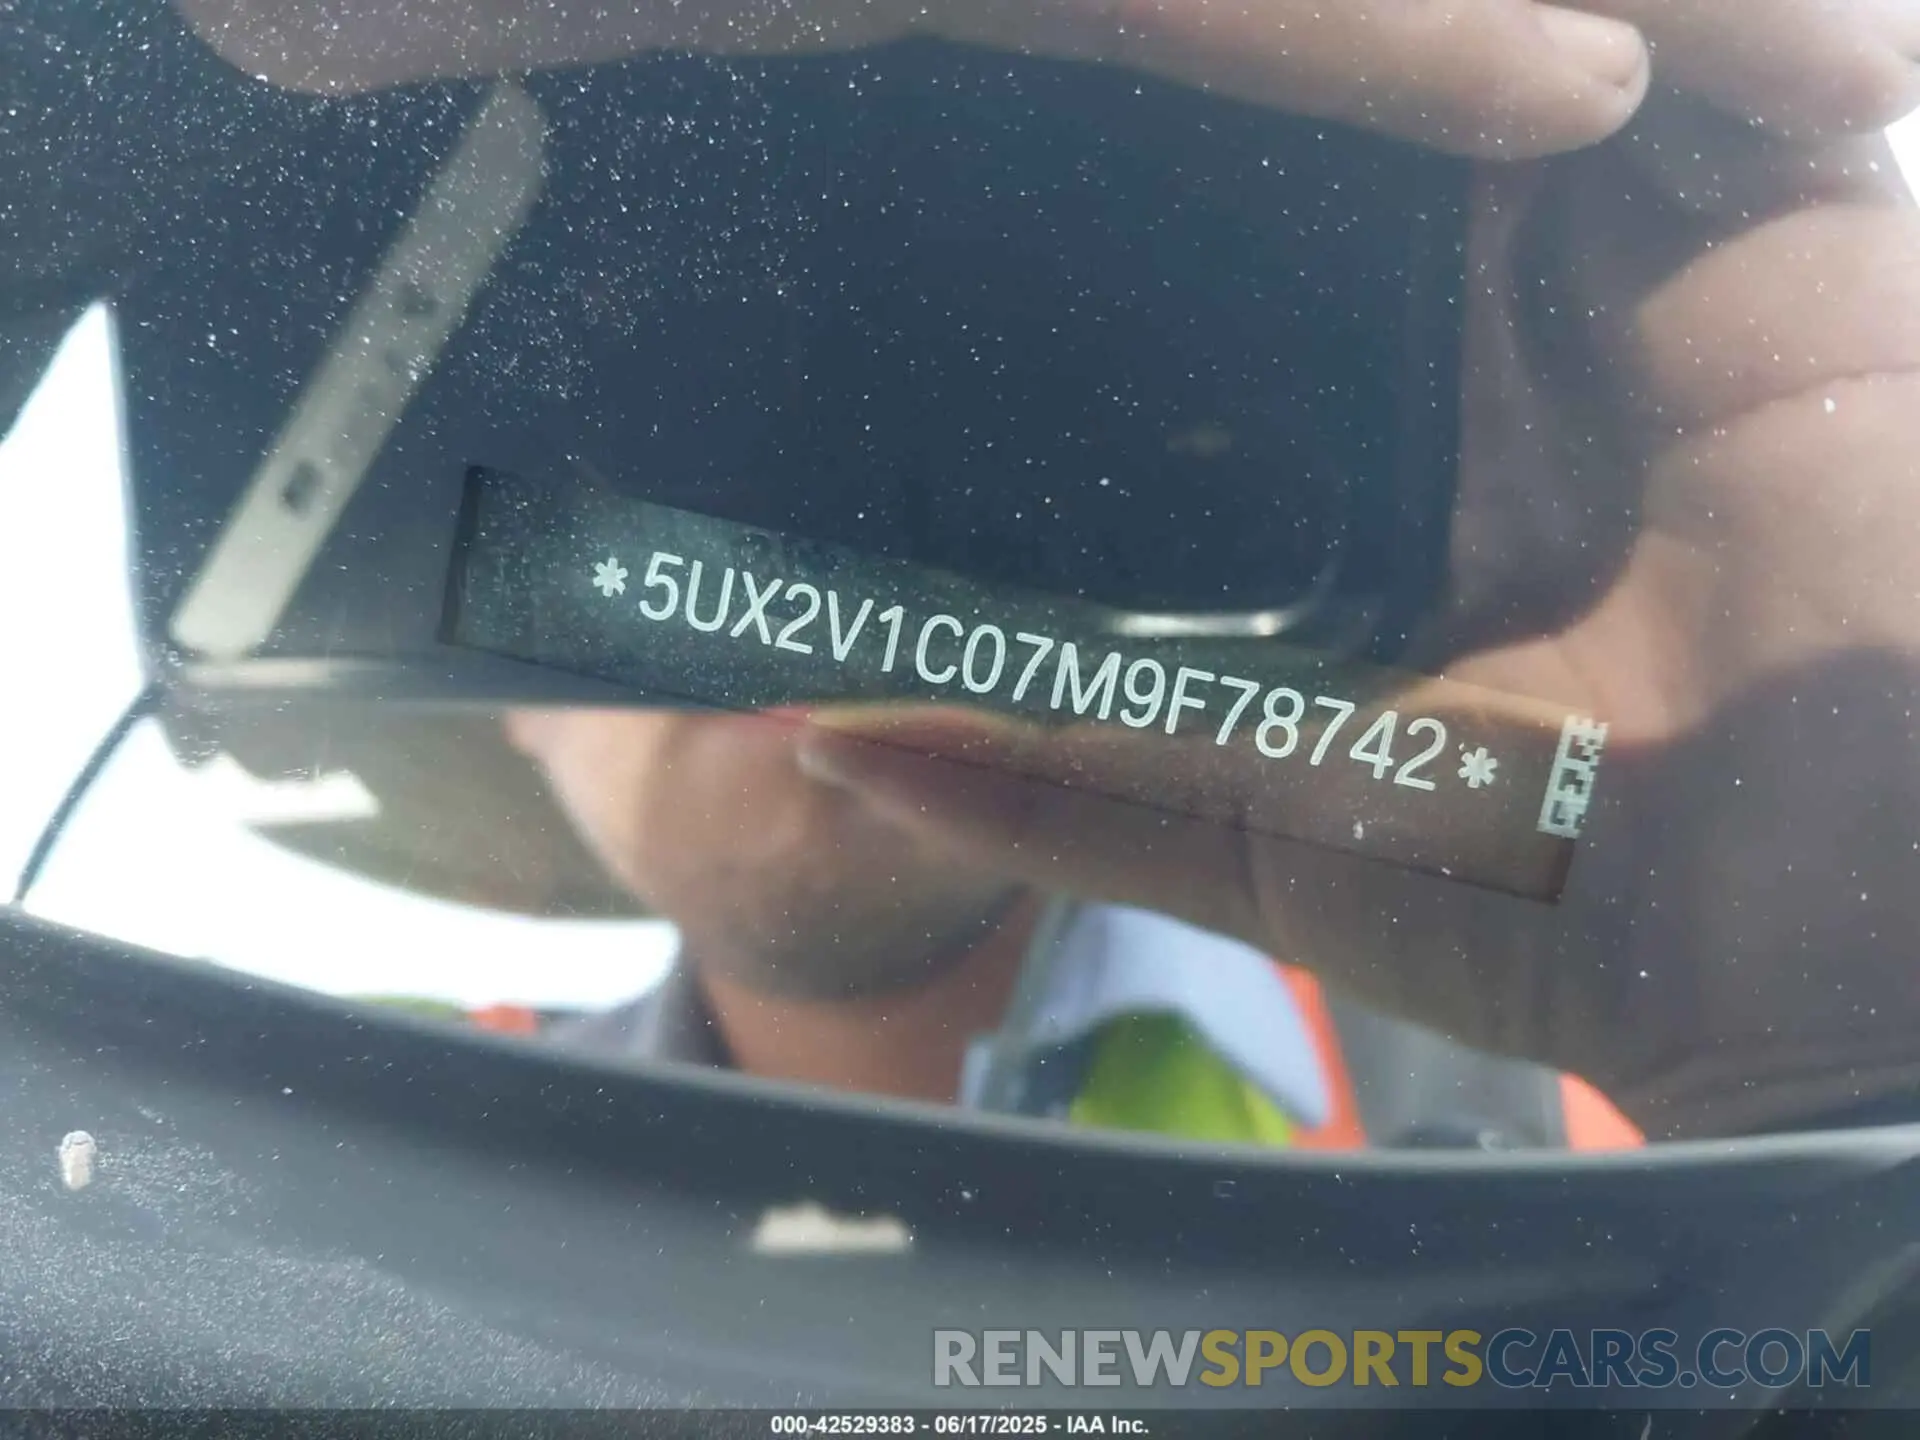 *5UX2V1C07M9F78742*
RENEWSPORTSCARS.COM
000-42529383 - 06/17/2025 - IAA Inc.